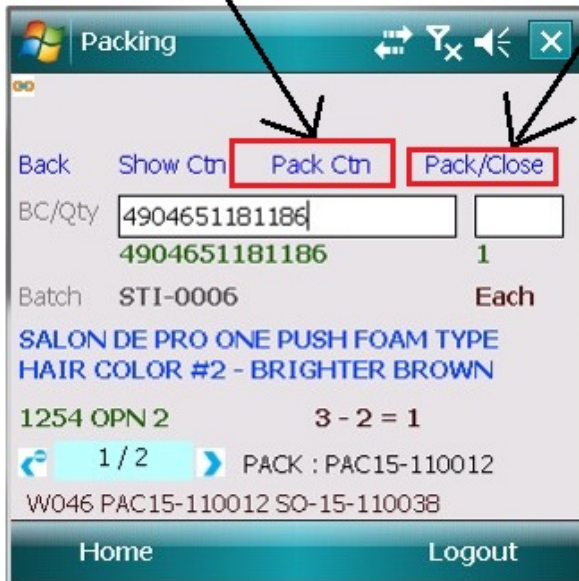 Packing
Back Show Ctn Pack Ctn Pack/Close
BC/Qty 4904651181186
4904651181186 1
Batch STI-0006 Each
SALON DE PRO ONE PUSH FOAM TYPE
HAIR COLOR #2 - BRIGHTER BROWN
1254 OPN 2 3 - 2 = 1
1 / 2 PACK : PAC15-110012
W046 PAC15-110012 SO-15-110038
Home Logout